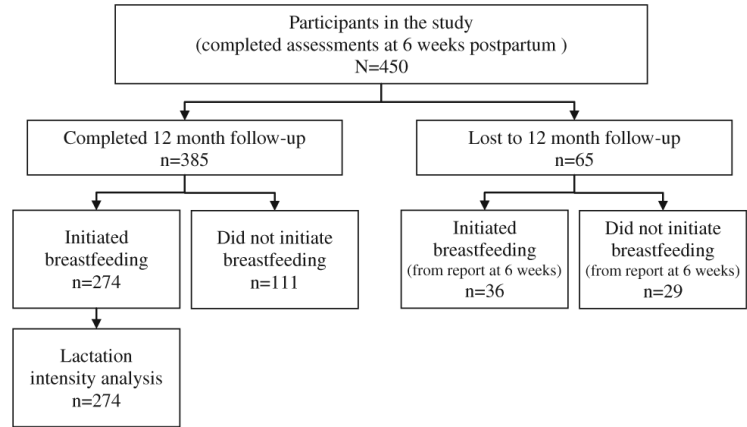 Participants in the study
(completed assessments at 6 weeks postpartum )
N=450
Completed 12 month follow-up
n=385
Lost to 12 month follow-up
n=65
Initiated
breastfeeding
n=274
Did not initiate
breastfeeding
n=111
Initiated
breastfeeding
(from report at 6 weeks)
n=36
Did not initiate
breastfeeding
(from report at 6 weeks)
n=29
Lactation
intensity analysis
n=274